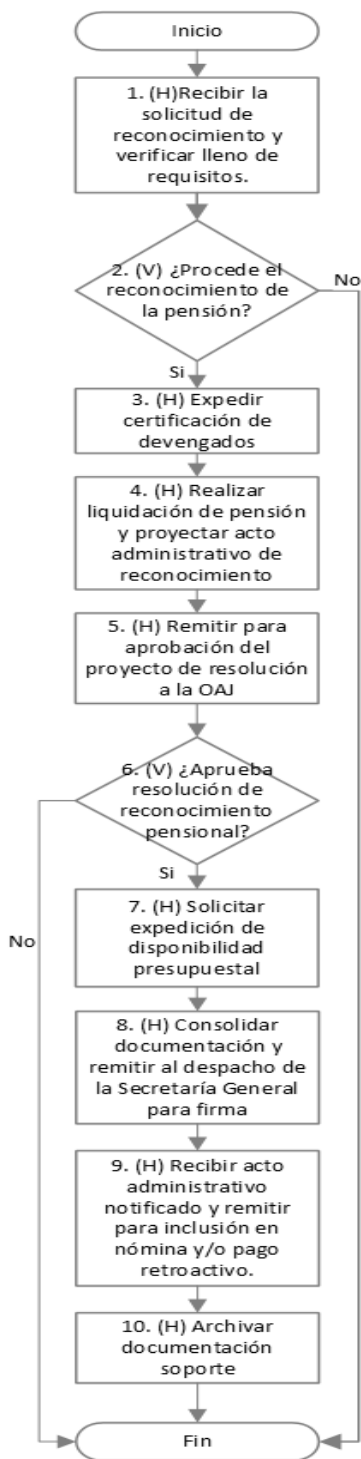 Inicio
1. (H)Recibir la
solicitud de
reconocimiento y
verificar lleno de
requisitos.
2. (V) ¿Procede el
reconocimiento de
la pensión?
No
Si
3. (H) Expedir
certificación de
devengados
4. (H) Realizar
liquidación de pensión
y proyectar acto
administrativo de
reconocimiento
5. (H) Remitir para
aprobación del
proyecto de resolución
a la OAJ
6. (V) ¿Aprueba
resolución de
reconocimiento
pensional?
Si
No
7. (H) Solicitar
expedición de
disponibilidad
presupuestal
8. (H) Consolidar
documentación y
remitir al despacho de
la Secretaría General
para firma
9. (H) Recibir acto
administrativo
notificado y remitir
para inclusión en
nómina y/o pago
retroactivo.
10. (H) Archivar
documentación
soporte
Fin